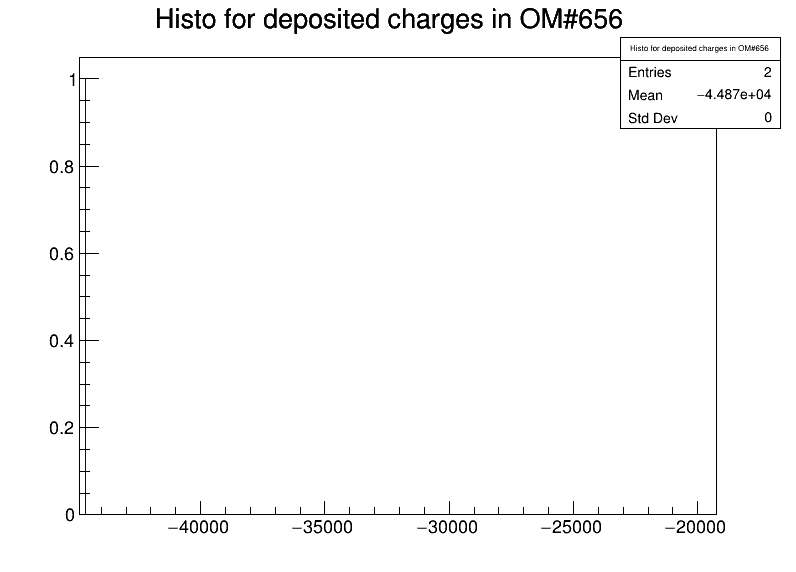 Histo for deposited charges in OM#656
Histo for deposited charges in OM#656
Entries 2
Mean −4.487e+04
Std Dev 0
1
0.8
0.6
0.4
0.2
0
−40000 −35000 −30000 −25000 −20000